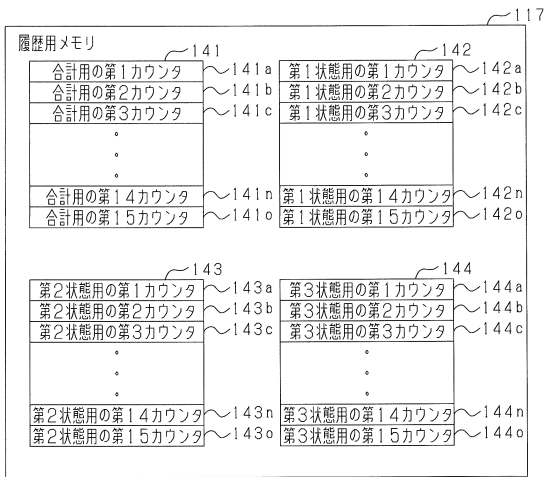 117
履歴用メモリ
141
合計用の第1カウンタ 141a
合計用の第2カウンタ 141b
合計用の第3カウンタ 141c
合計用の第14カウンタ 141n
合計用の第15カウンタ 141o
142
第1状態用の第1カウンタ 142a
第1状態用の第2カウンタ 142b
第1状態用の第3カウンタ 142c
第1状態用の第14カウンタ 142n
第1状態用の第15カウンタ 142o
143
第2状態用の第1カウンタ 143a
第2状態用の第2カウンタ 143b
第2状態用の第3カウンタ 143c
第2状態用の第14カウンタ 143n
第2状態用の第15カウンタ 143o
144
第3状態用の第1カウンタ 144a
第3状態用の第2カウンタ 144b
第3状態用の第3カウンタ 144c
第3状態用の第14カウンタ 144n
第3状態用の第15カウンタ 144o